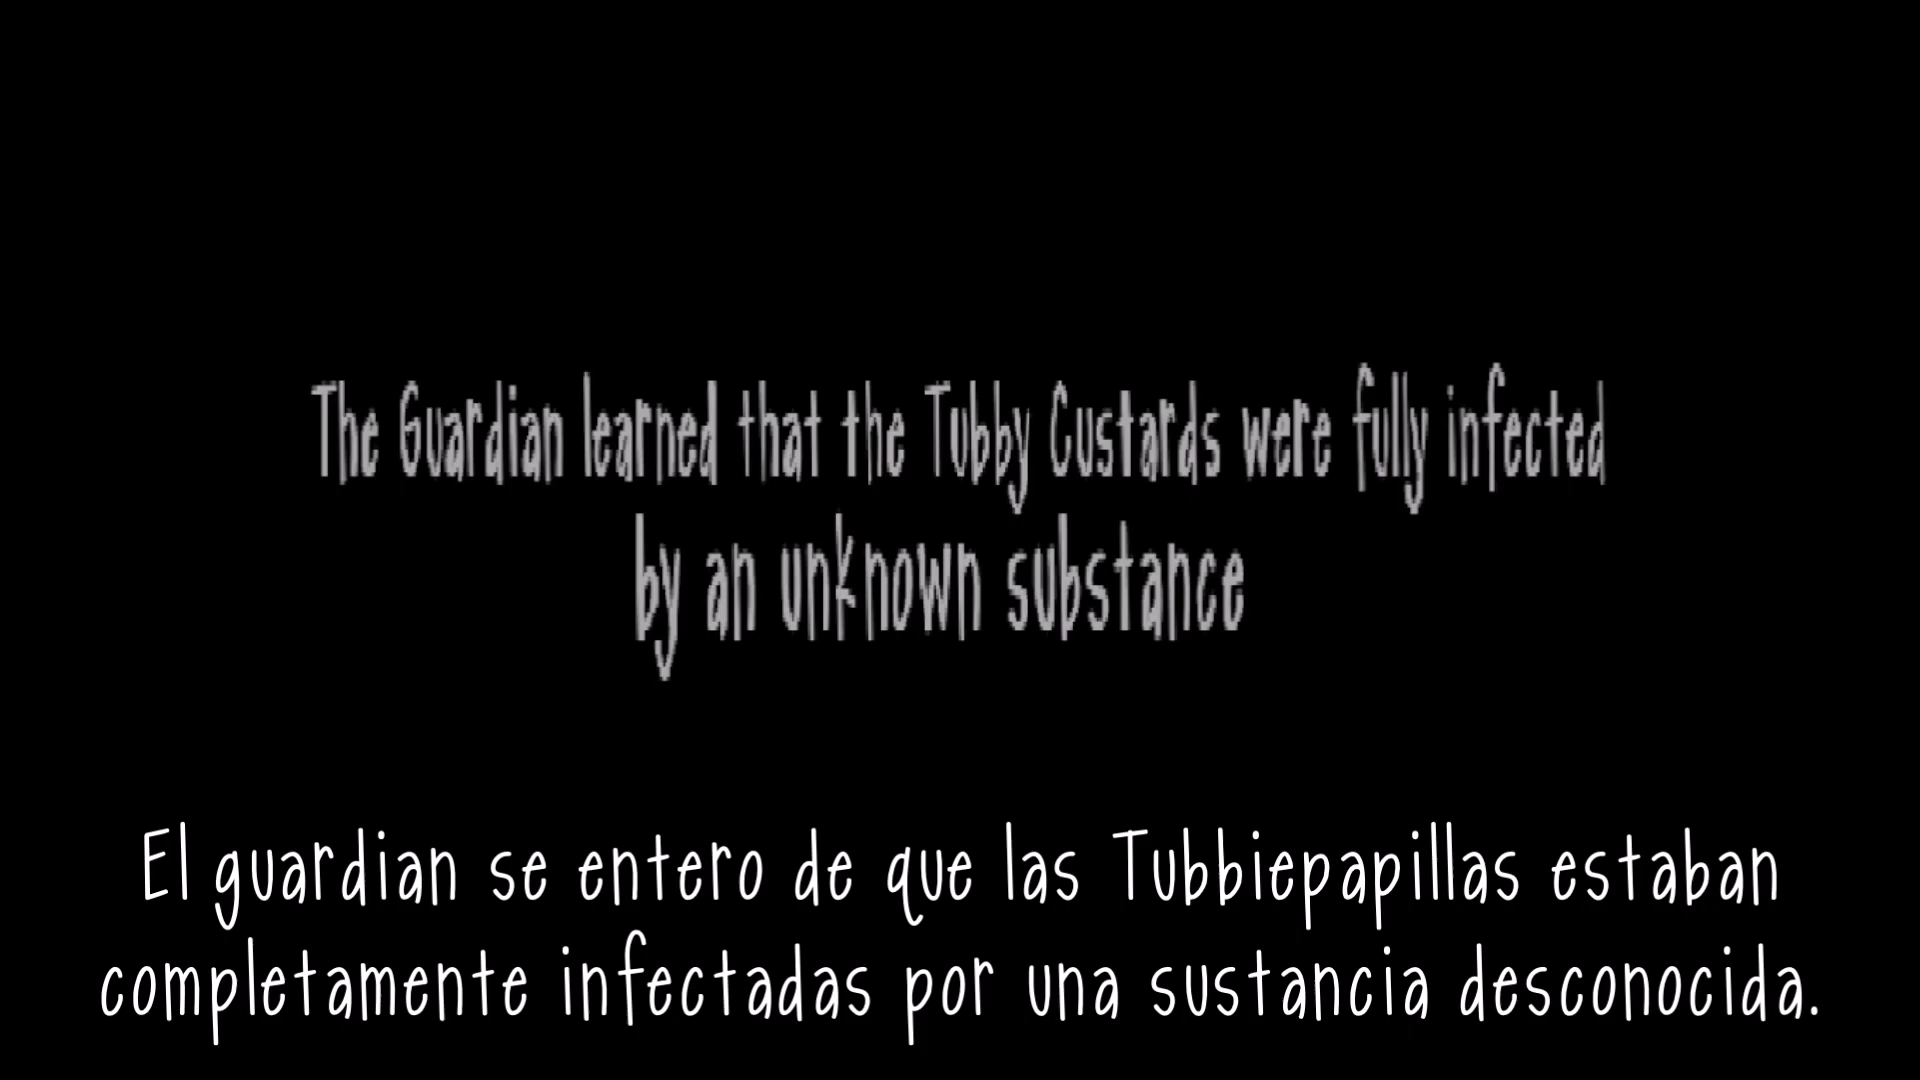 The Guardian learned that the Tubby Custards were fully infected
by an unknown substance
El guardian se entero de que las Tubbiepapillas estaban
completamente infectadas por una sustancia desconocida.